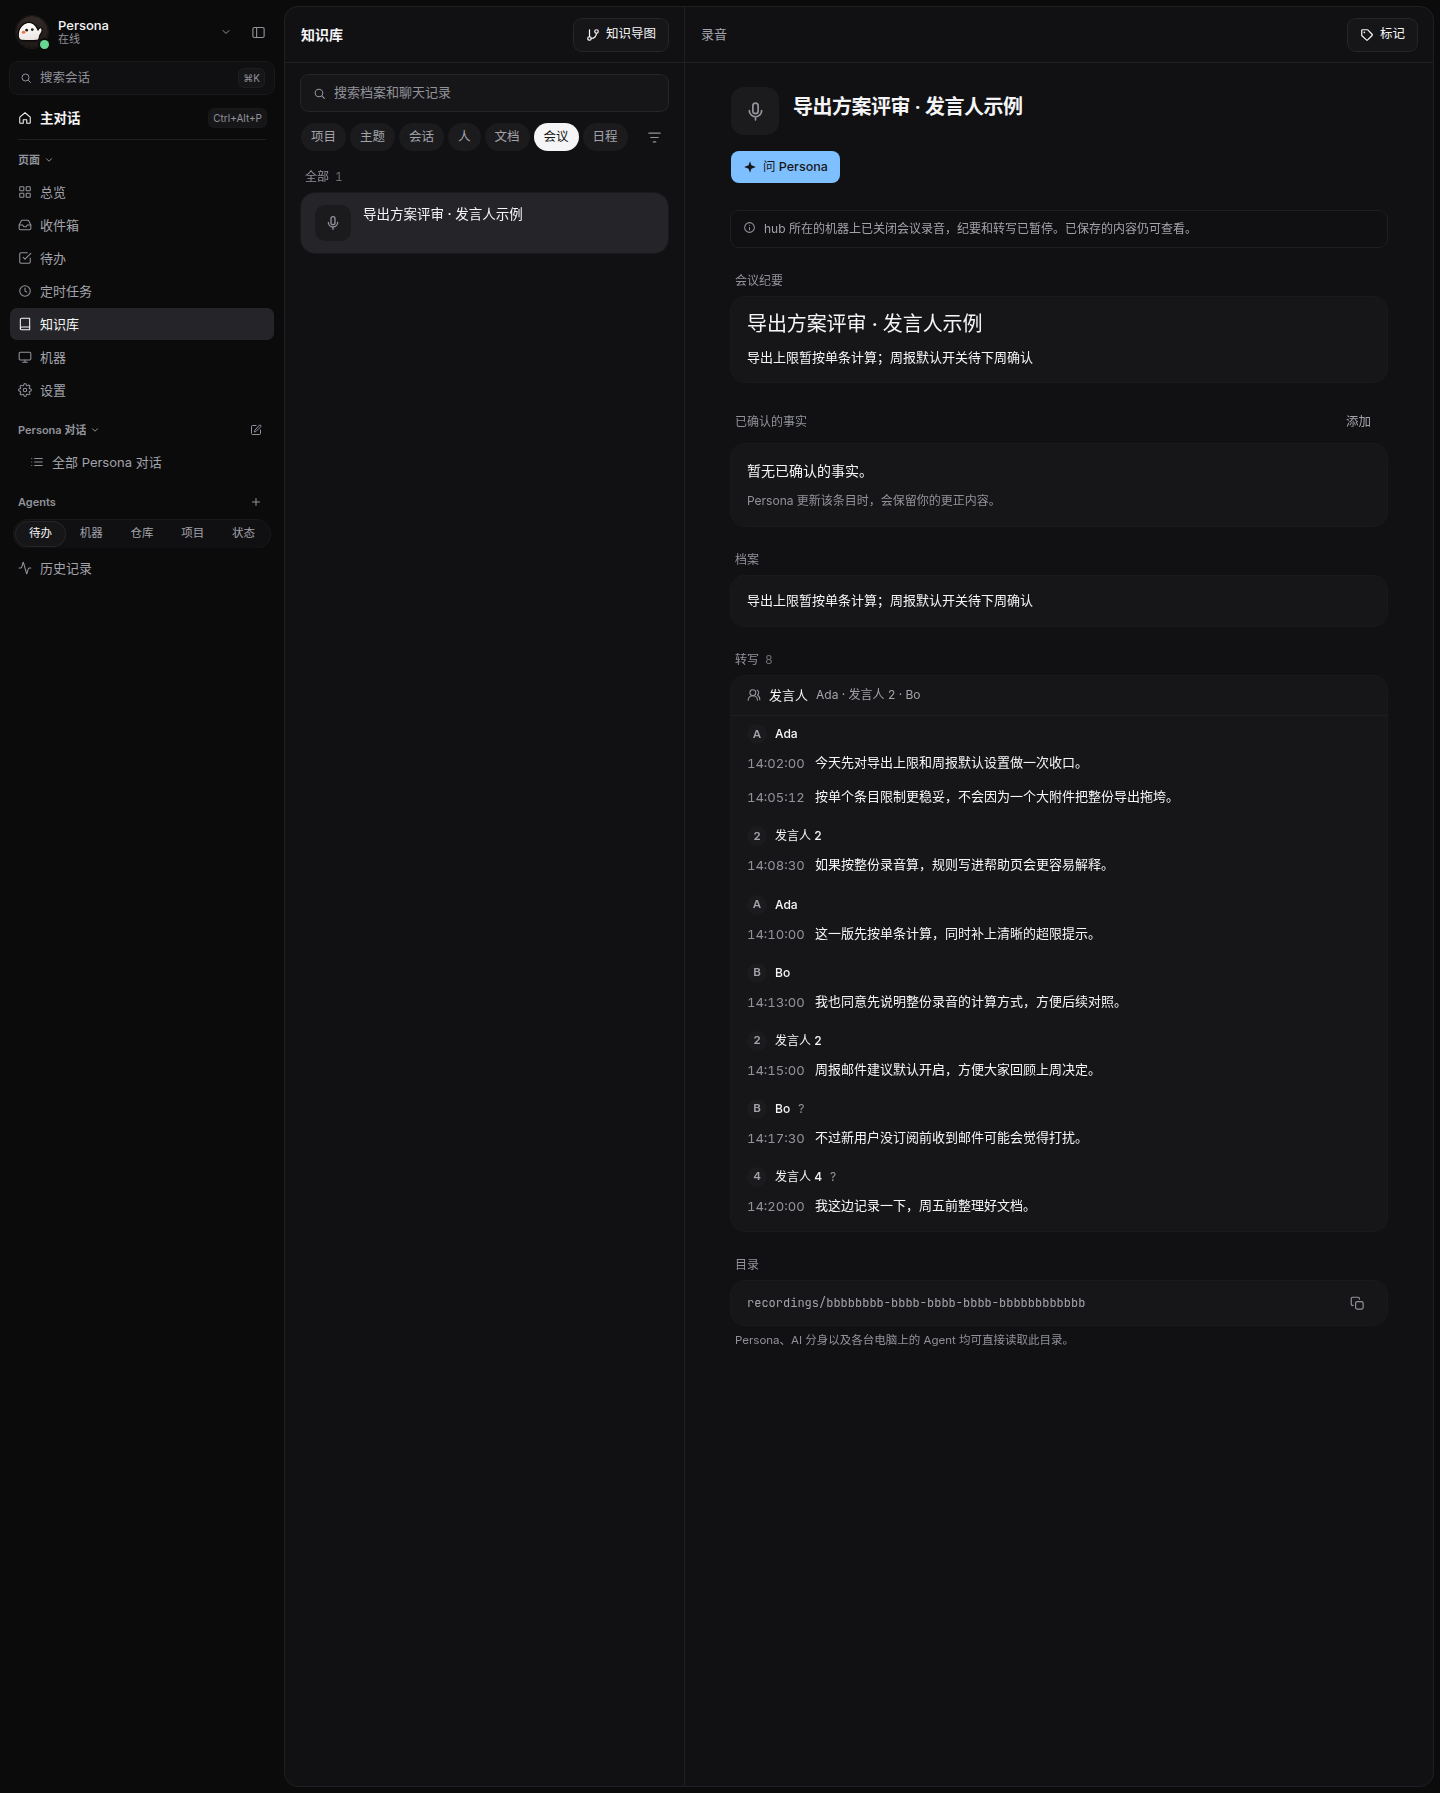 Persona
在线
搜索会话 ⌘K
主对话 Ctrl+Alt+P
页面
总览
收件箱
待办
定时任务
知识库
机器
设置
Persona 对话
全部 Persona 对话
Agents
待办 机器 仓库 项目 状态
历史记录
知识库 知识导图
搜索档案和聊天记录
项目 主题 会话 人 文档 会议 日程
全部 1
导出方案评审 · 发言人示例
录音 标记
导出方案评审 · 发言人示例
问 Persona
hub 所在的机器上已关闭会议录音，纪要和转写已暂停。已保存的内容仍可查看。
会议纪要
导出方案评审 · 发言人示例
导出上限暂按单条计算；周报默认开关待下周确认
已确认的事实 添加
暂无已确认的事实。
Persona 更新该条目时，会保留你的更正内容。
档案
导出上限暂按单条计算；周报默认开关待下周确认
转写 8
发言人 Ada · 发言人 2 · Bo
A Ada
14:02:00 今天先对导出上限和周报默认设置做一次收口。
14:05:12 按单个条目限制更稳妥，不会因为一个大附件把整份导出拖垮。
2 发言人 2
14:08:30 如果按整份录音算，规则写进帮助页会更容易解释。
A Ada
14:10:00 这一版先按单条计算，同时补上清晰的超限提示。
B Bo
14:13:00 我也同意先说明整份录音的计算方式，方便后续对照。
2 发言人 2
14:15:00 周报邮件建议默认开启，方便大家回顾上周决定。
B Bo ?
14:17:30 不过新用户没订阅前收到邮件可能会觉得打扰。
4 发言人 4 ?
14:20:00 我这边记录一下，周五前整理好文档。
目录
recordings/bbbbbbbb-bbbb-bbbb-bbbb-bbbbbbbbbbbb
Persona、AI 分身以及各台电脑上的 Agent 均可直接读取此目录。